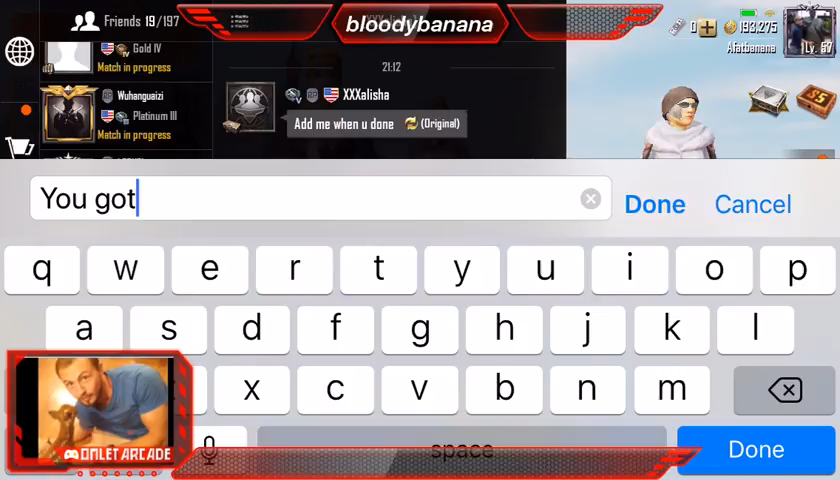 Friends 19/197
bloodybanana
0
193,275
Afatbanana
Lv. 67
Gold IV
Match in progress
21:12
Wuhanguaizi
Platinum III
Match in progress
XXXalisha
Add me when u done (Original)
S5
You got
Done
Cancel
q w e r t y u i o p
a s d f g h j k l
x c v b n m
space
Done
OMLET ARCADE